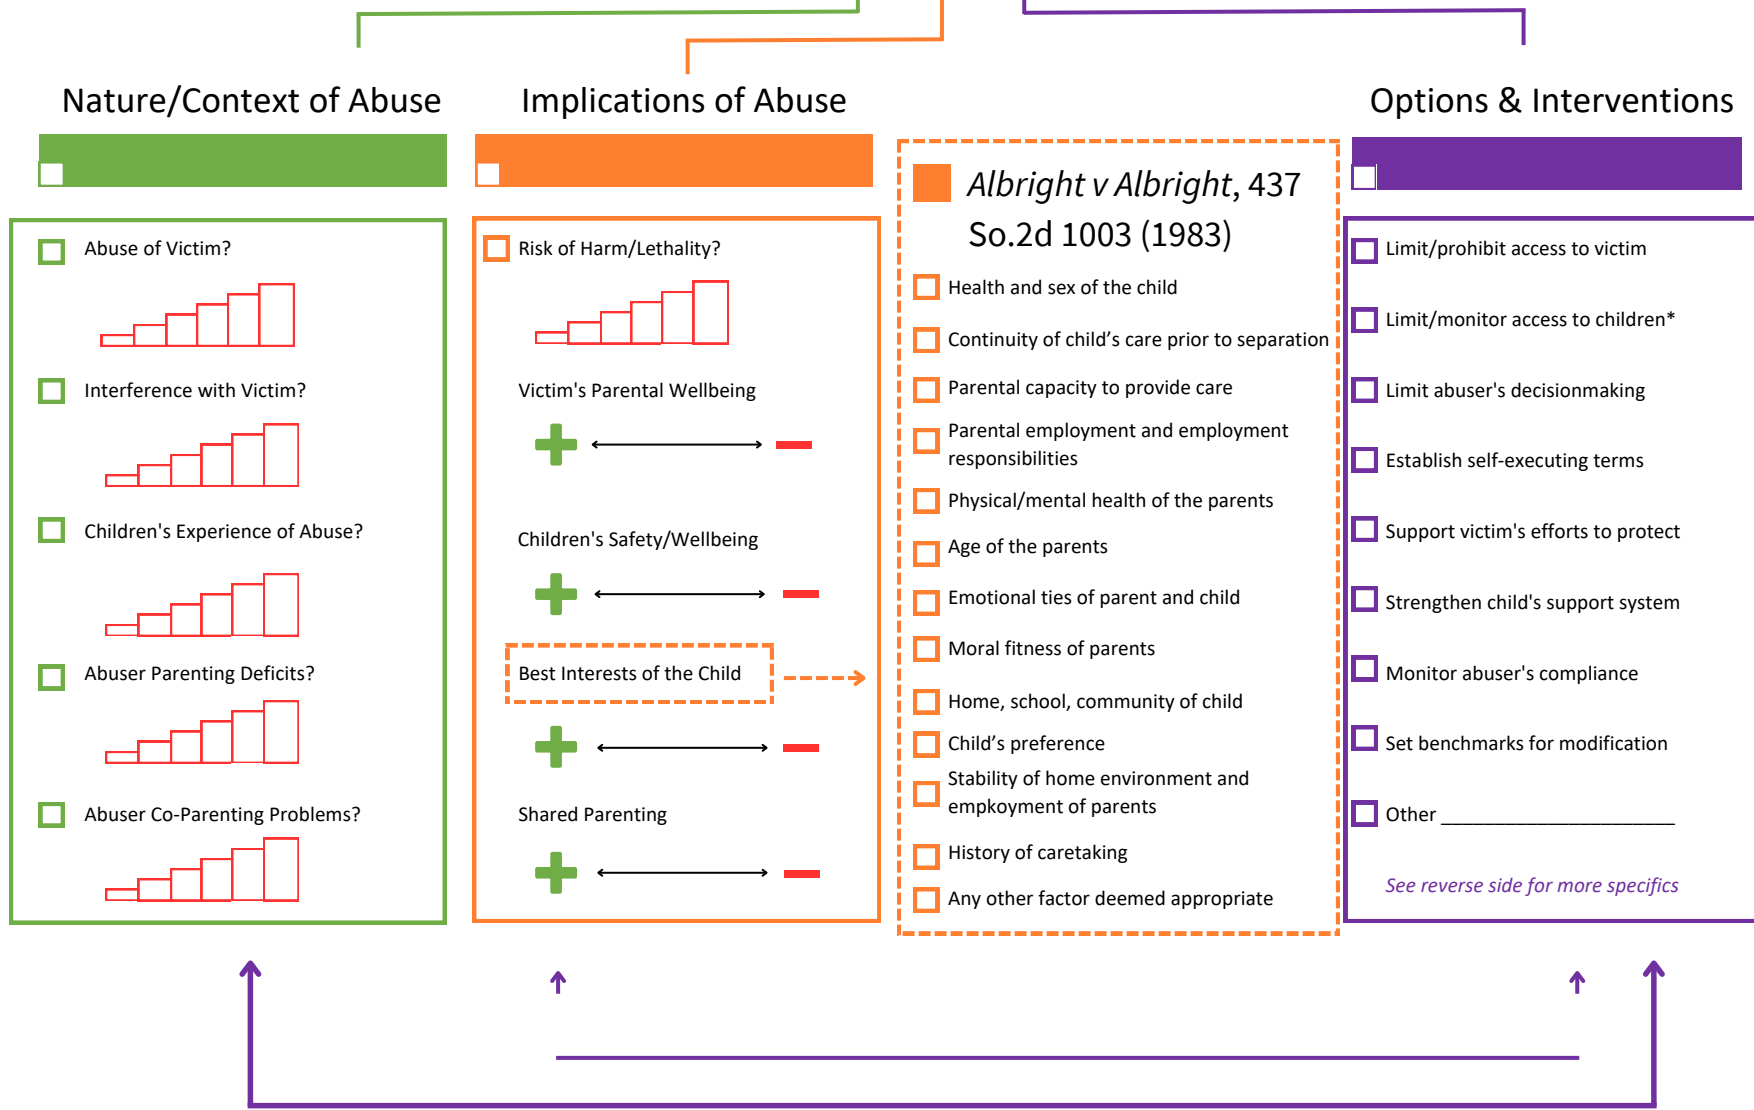 Nature/Context of Abuse
Abuse of Victim?
Interference with Victim?
Children's Experience of Abuse?
Abuser Parenting Deficits?
Abuser Co-Parenting Problems?
Implications of Abuse
Risk of Harm/Lethality?
Victim's Parental Wellbeing
Children's Safety/Wellbeing
Best Interests of the Child
Shared Parenting
Albright v Albright, 437
So.2d 1003 (1983)
Health and sex of the child
Continuity of child’s care prior to separation
Parental capacity to provide care
Parental employment and employment
responsibilities
Physical/mental health of the parents
Age of the parents
Emotional ties of parent and child
Moral fitness of parents
Home, school, community of child
Child’s preference
Stability of home environment and
empkoyment of parents
History of caretaking
Any other factor deemed appropriate
Options & Interventions
Limit/prohibit access to victim
Limit/monitor access to children*
Limit abuser's decisionmaking
Establish self-executing terms
Support victim's efforts to protect
Strengthen child's support system
Monitor abuser's compliance
Set benchmarks for modification
Other ______________________
See reverse side for more specifics